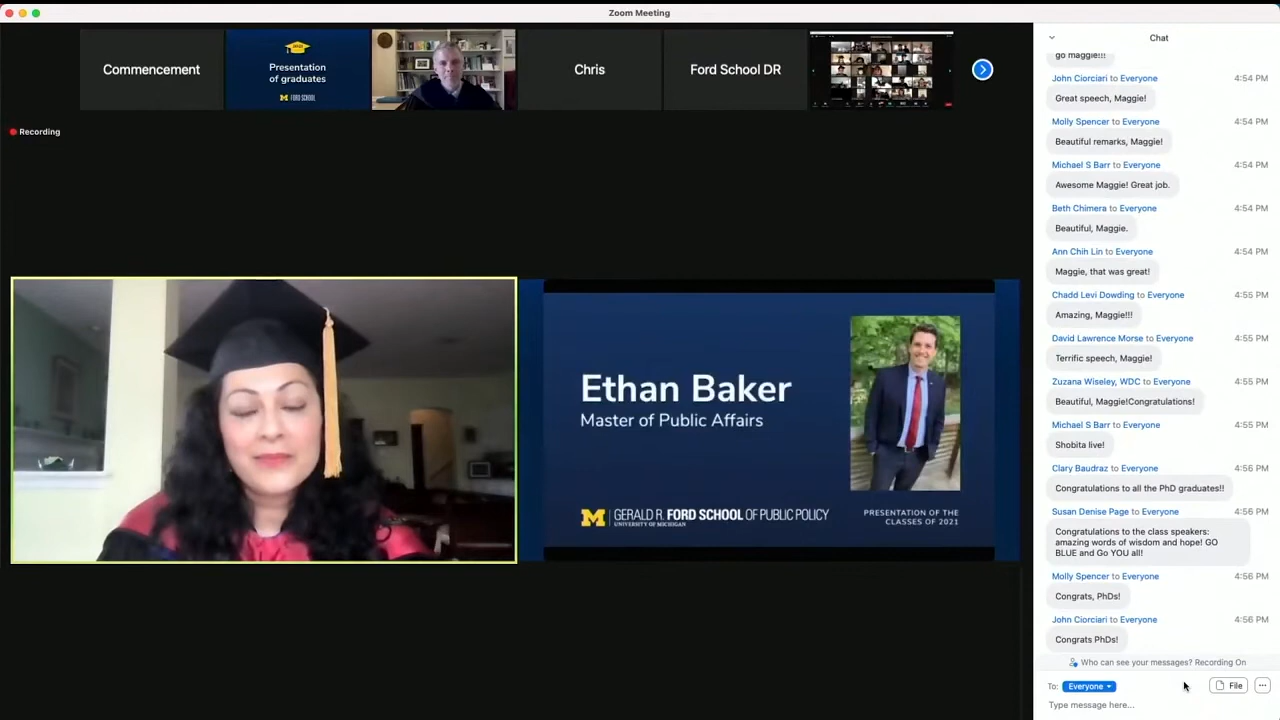 Zoom Meeting
Commencement
Presentation
of graduates
FORD SCHOOL
Chris
Ford School DR
Recording
Ethan Baker
Master of Public Affairs
M GERALD R. FORD SCHOOL OF PUBLIC POLICY
UNIVERSITY OF MICHIGAN
PRESENTATION OF THE
CLASSES OF 2021
Chat
go maggie!!!
John Ciorciari to Everyone 4:54 PM
Great speech, Maggie!
Molly Spencer to Everyone 4:54 PM
Beautiful remarks, Maggie!
Michael S Barr to Everyone 4:54 PM
Awesome Maggie! Great job.
Beth Chimera to Everyone 4:54 PM
Beautiful, Maggie.
Ann Chih Lin to Everyone 4:54 PM
Maggie, that was great!
Chadd Levi Dowding to Everyone 4:55 PM
Amazing, Maggie!!!
David Lawrence Morse to Everyone 4:55 PM
Terrific speech, Maggie!
Zuzana Wiseley, WDC to Everyone 4:55 PM
Beautiful, Maggie!Congratulations!
Michael S Barr to Everyone 4:55 PM
Shobita live!
Clary Baudraz to Everyone 4:56 PM
Congratulations to all the PhD graduates!!
Susan Denise Page to Everyone 4:56 PM
Congratulations to the class speakers:
amazing words of wisdom and hope! GO
BLUE and Go YOU all!
Molly Spencer to Everyone 4:56 PM
Congrats, PhDs!
John Ciorciari to Everyone 4:56 PM
Congrats PhDs!
Who can see your messages? Recording On
To: Everyone File
Type message here...